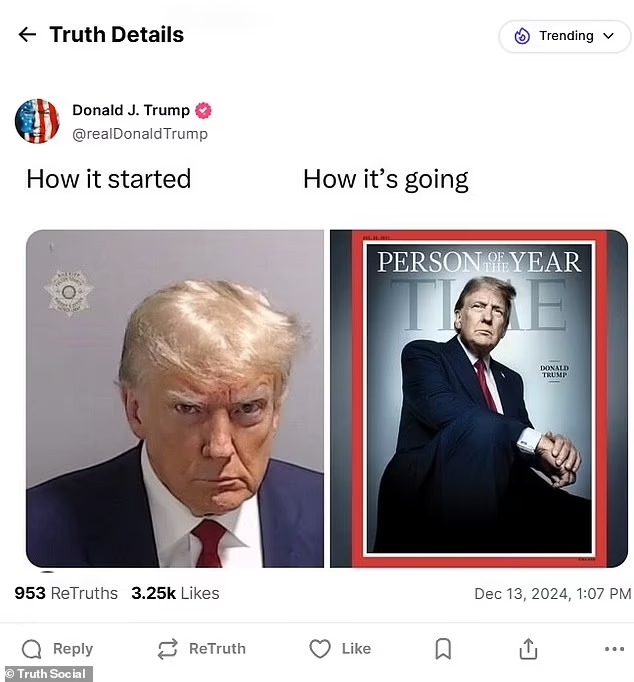 Truth Details
Trending
Donald J. Trump
@realDonaldTrump
How it started
How it’s going
PERSON OF THE YEAR
TIME
DONALD
TRUMP
953 ReTruths 3.25k Likes
Dec 13, 2024, 1:07 PM
Reply
ReTruth
Like
© Truth Social